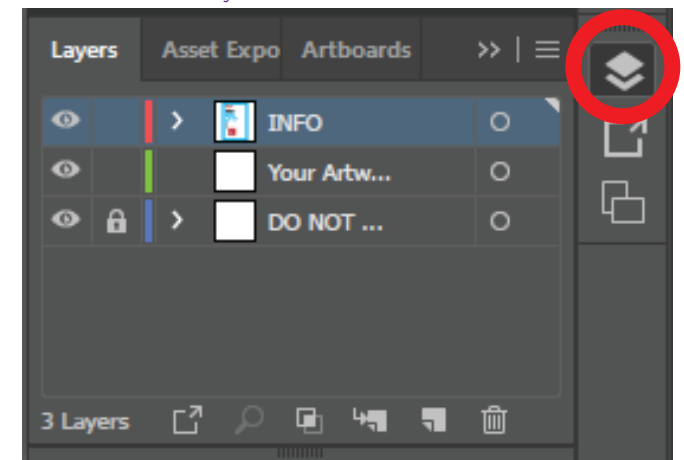 Layers Asset Expo Artboards
INFO
Your Artw...
DO NOT ...
3 Layers